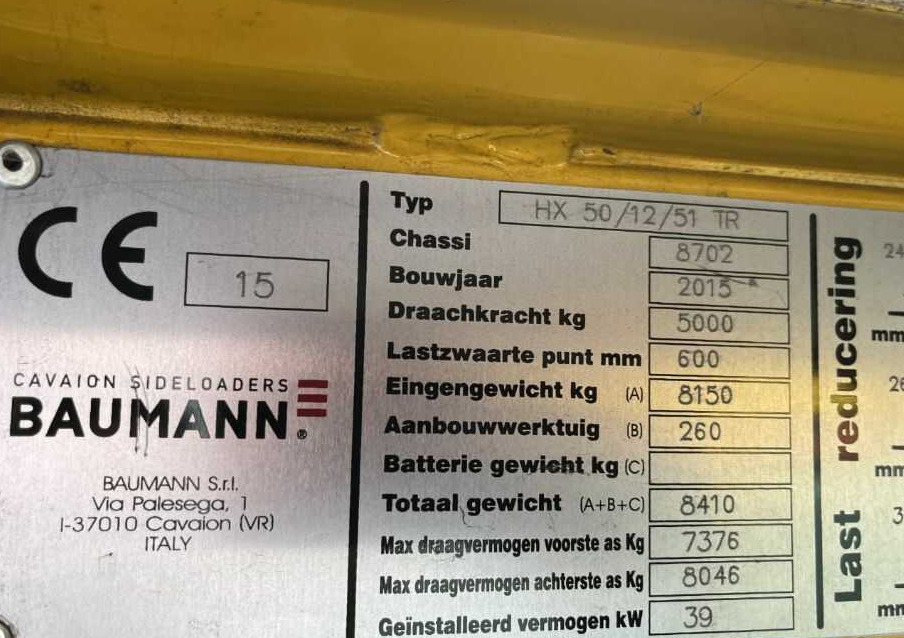 CE 15
CAVAION SIDELOADERS
BAUMANN®
BAUMANN S.r.l.
Via Palesega, 1
I-37010 Cavaion (VR)
ITALY
Typ HX 50/12/51 TR
Chassi 8702
Bouwjaar 2015
Draachkracht kg 5000
Lastzwaarte punt mm 600
Eingengewicht kg (A) 8150
Aanbouwwerktuig (B) 260
Batterie gewicht kg (C)
Totaal gewicht (A+B+C) 8410
Max draagvermogen voorste as Kg 7376
Max draagvermogen achterste as Kg 8046
Geïnstalleerd vermogen kW 39
Last reducering
mm
mm
mm